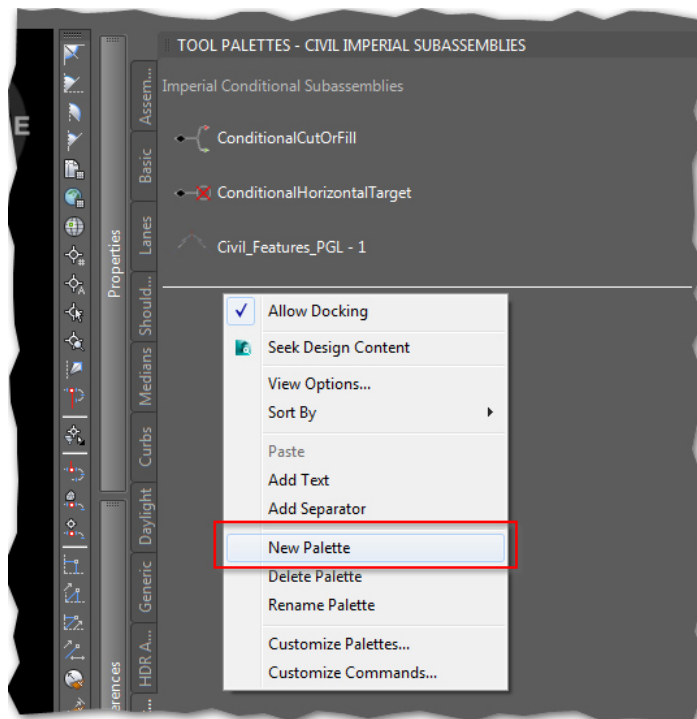 TOOL PALETTES - CIVIL IMPERIAL SUBASSEMBLIES
Imperial Conditional Subassemblies
ConditionalCutOrFill
ConditionalHorizontalTarget
Civil_Features_PGL - 1
E
Properties
erences
Assem...
Basic
Lanes
Should...
Medians
Curbs
Daylight
Generic
HDR A...
Allow Docking
Seek Design Content
View Options...
Sort By
Paste
Add Text
Add Separator
New Palette
Delete Palette
Rename Palette
Customize Palettes...
Customize Commands...